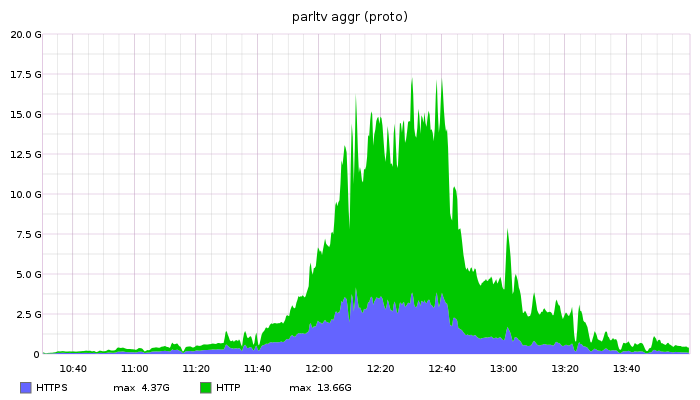 parltv aggr (proto)
20.0 G
17.5 G
15.0 G
12.5 G
10.0 G
7.5 G
5.0 G
2.5 G
0
10:40 11:00 11:20 11:40 12:00 12:20 12:40 13:00 13:20 13:40
HTTPS max 4.37G HTTP max 13.66G